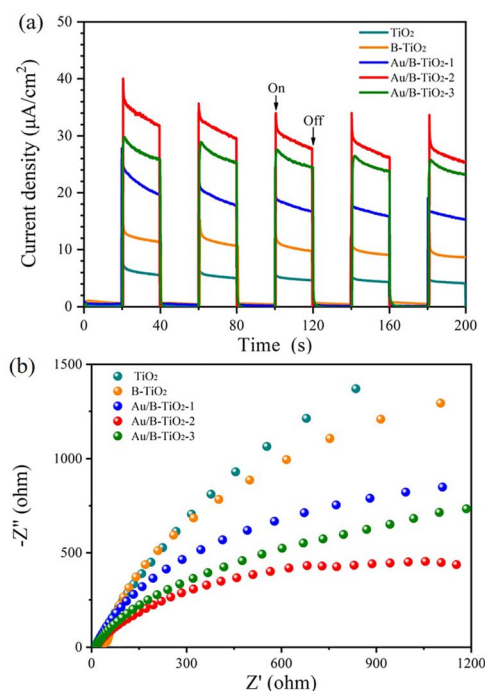 (a)
Current density (μA/cm²)
50
40
30
20
10
0
TiO₂
B-TiO₂
Au/B-TiO₂-1
Au/B-TiO₂-2
Au/B-TiO₂-3
On
Off
0 40 80 120 160 200
Time (s)
(b)
-Z" (ohm)
1500
1000
500
0
TiO₂
B-TiO₂
Au/B-TiO₂-1
Au/B-TiO₂-2
Au/B-TiO₂-3
0 300 600 900 1200
Z' (ohm)